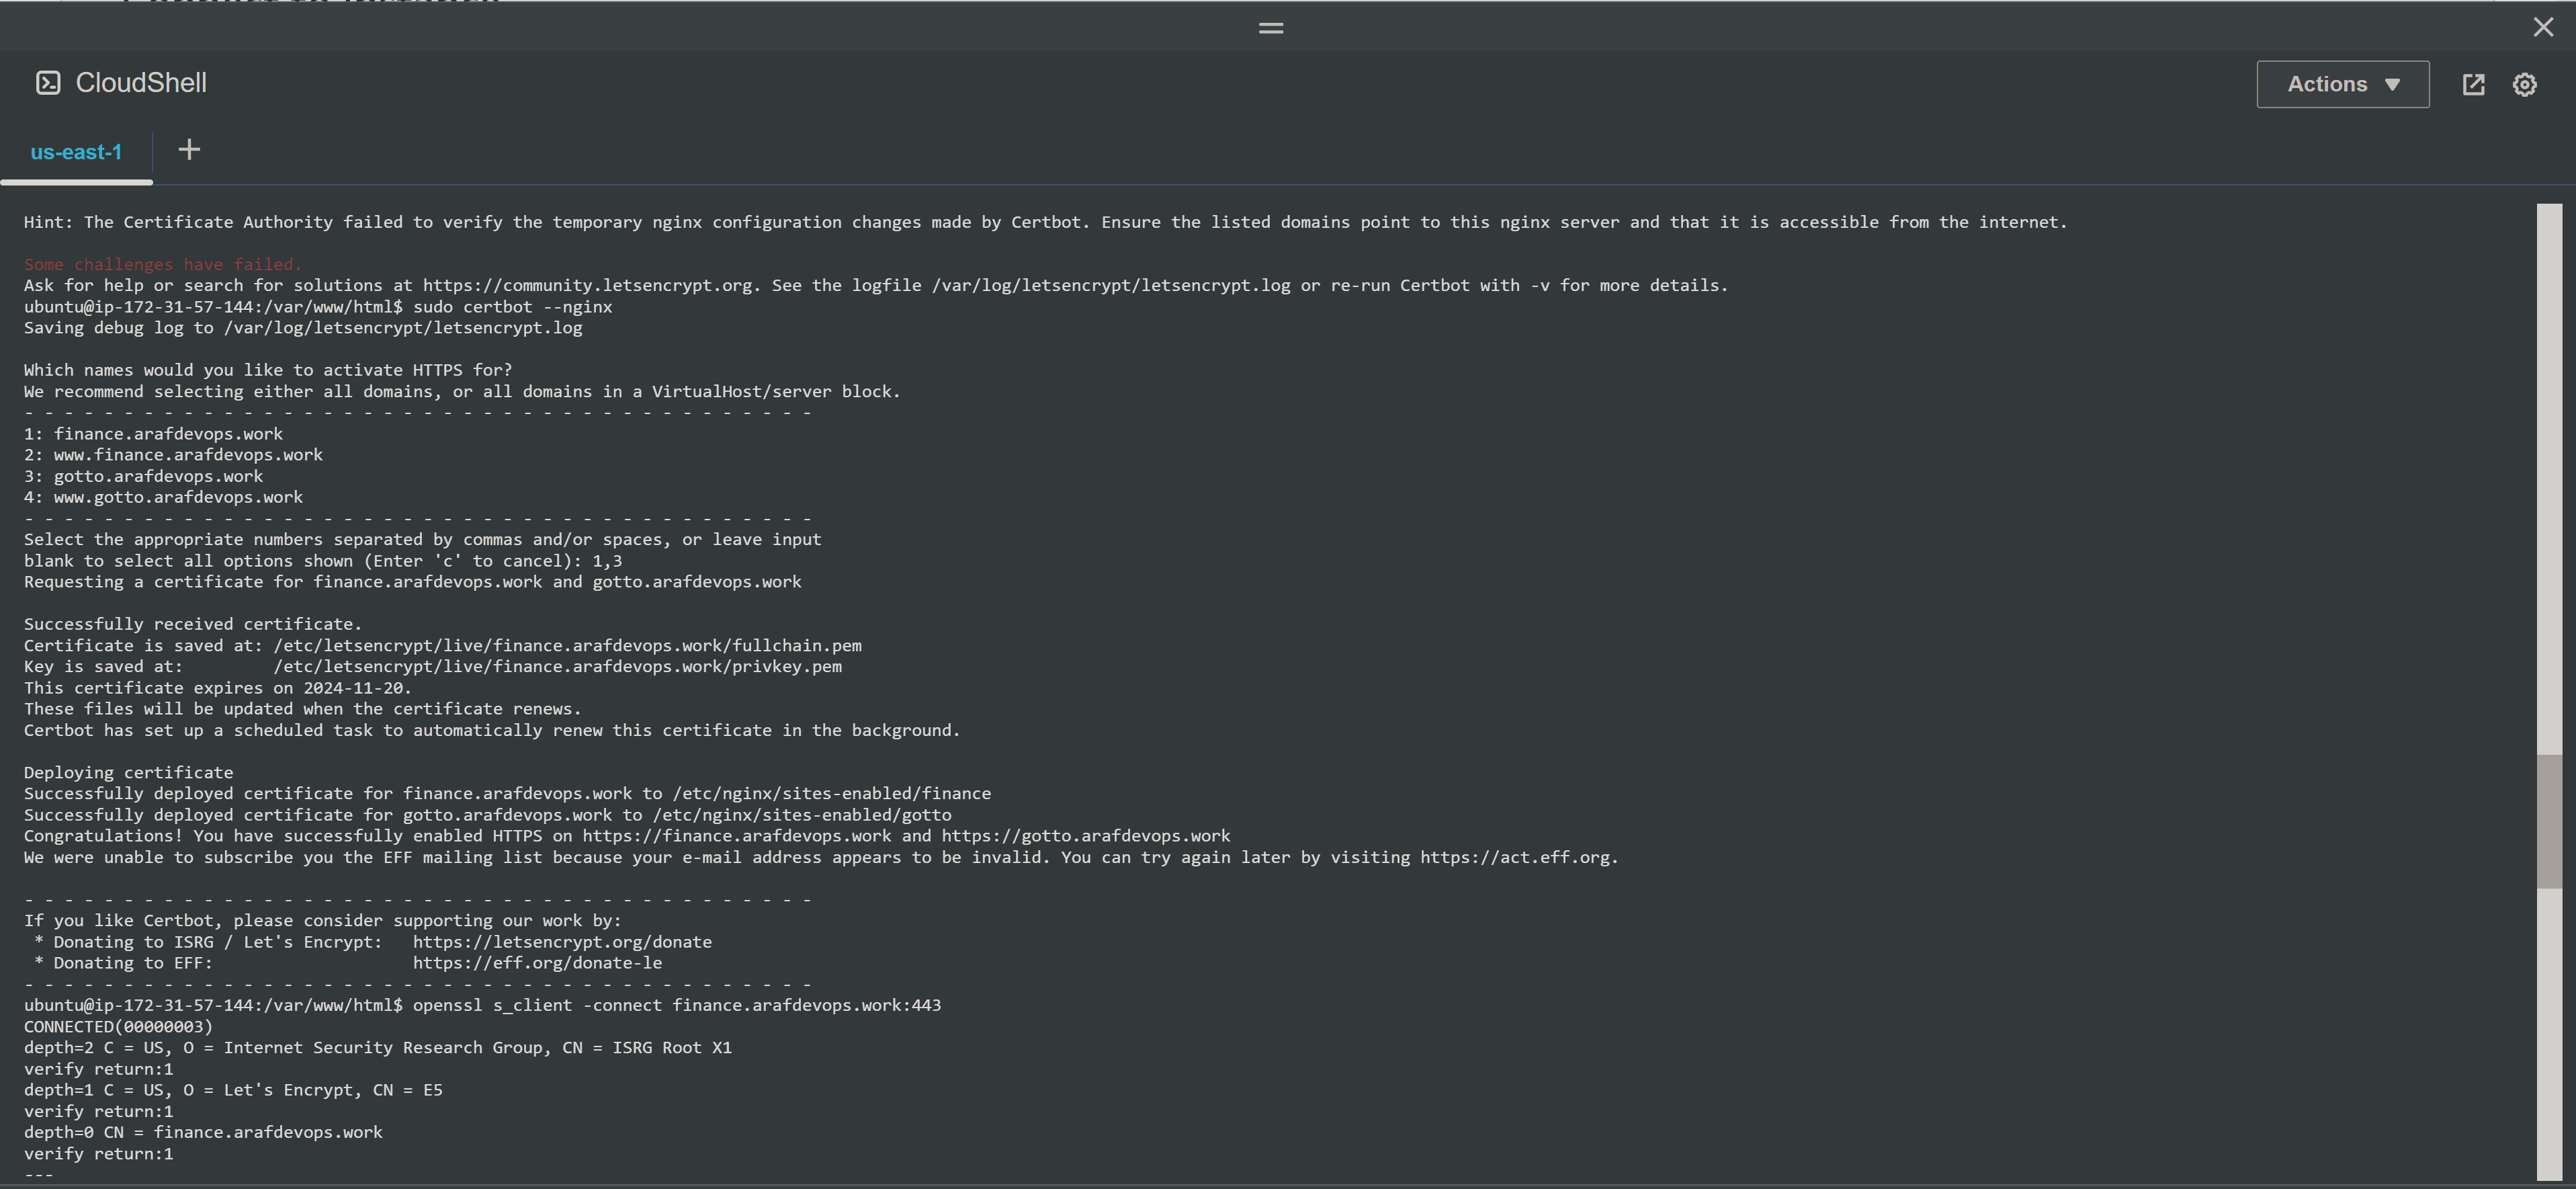 CloudShell
Actions
us-east-1
Hint: The Certificate Authority failed to verify the temporary nginx configuration changes made by Certbot. Ensure the listed domains point to this nginx server and that it is accessible from the internet.
Some challenges have failed.
Ask for help or search for solutions at https://community.letsencrypt.org. See the logfile /var/log/letsencrypt/letsencrypt.log or re-run Certbot with -v for more details.
ubuntu@ip-172-31-57-144:/var/www/html$ sudo certbot --nginx
Saving debug log to /var/log/letsencrypt/letsencrypt.log
Which names would you like to activate HTTPS for?
We recommend selecting either all domains, or all domains in a VirtualHost/server block.
- - - - - - - - - - - - - - - - - - - - - - - - - - - - - - - - - - - - - - - -
1: finance.arafdevops.work
2: www.finance.arafdevops.work
3: gotto.arafdevops.work
4: www.gotto.arafdevops.work
- - - - - - - - - - - - - - - - - - - - - - - - - - - - - - - - - - - - - - - -
Select the appropriate numbers separated by commas and/or spaces, or leave input
blank to select all options shown (Enter 'c' to cancel): 1,3
Requesting a certificate for finance.arafdevops.work and gotto.arafdevops.work
Successfully received certificate.
Certificate is saved at: /etc/letsencrypt/live/finance.arafdevops.work/fullchain.pem
Key is saved at:         /etc/letsencrypt/live/finance.arafdevops.work/privkey.pem
This certificate expires on 2024-11-20.
These files will be updated when the certificate renews.
Certbot has set up a scheduled task to automatically renew this certificate in the background.
Deploying certificate
Successfully deployed certificate for finance.arafdevops.work to /etc/nginx/sites-enabled/finance
Successfully deployed certificate for gotto.arafdevops.work to /etc/nginx/sites-enabled/gotto
Congratulations! You have successfully enabled HTTPS on https://finance.arafdevops.work and https://gotto.arafdevops.work
We were unable to subscribe you the EFF mailing list because your e-mail address appears to be invalid. You can try again later by visiting https://act.eff.org.
- - - - - - - - - - - - - - - - - - - - - - - - - - - - - - - - - - - - - - - -
If you like Certbot, please consider supporting our work by:
 * Donating to ISRG / Let's Encrypt:   https://letsencrypt.org/donate
 * Donating to EFF:                    https://eff.org/donate-le
- - - - - - - - - - - - - - - - - - - - - - - - - - - - - - - - - - - - - - - -
ubuntu@ip-172-31-57-144:/var/www/html$ openssl s_client -connect finance.arafdevops.work:443
CONNECTED(00000003)
depth=2 C = US, O = Internet Security Research Group, CN = ISRG Root X1
verify return:1
depth=1 C = US, O = Let's Encrypt, CN = E5
verify return:1
depth=0 CN = finance.arafdevops.work
verify return:1
---